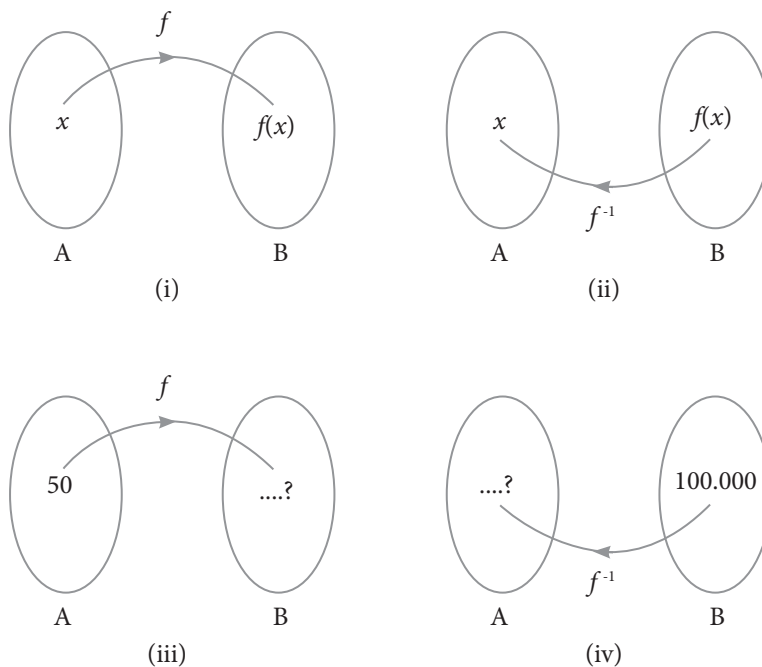 f
x
f(x)
A
B
(i)
x
f(x)
f⁻¹
A
B
(ii)
f
50
....?
A
B
(iii)
....?
100.000
f⁻¹
A
B
(iv)